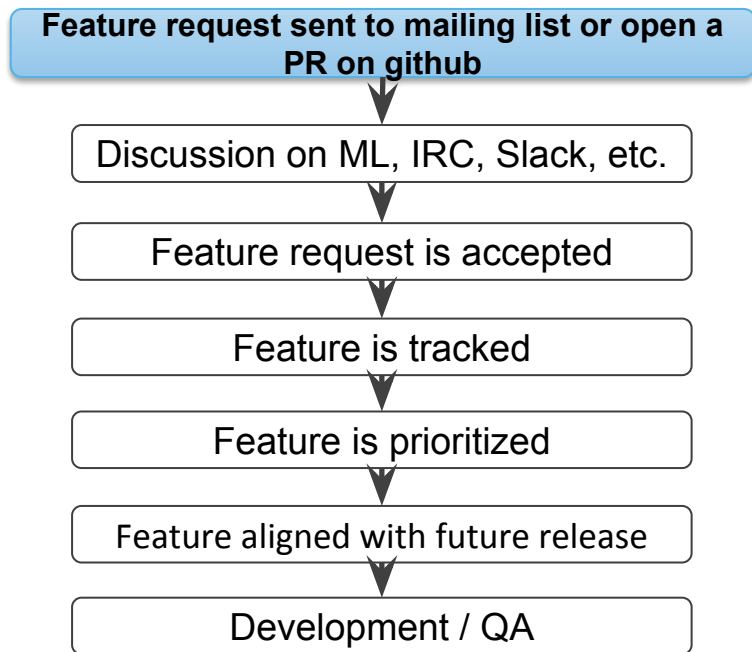 Feature request sent to mailing list or open a
PR on github
Discussion on ML, IRC, Slack, etc.
Feature request is accepted
Feature is tracked
Feature is prioritized
Feature aligned with future release
Development / QA